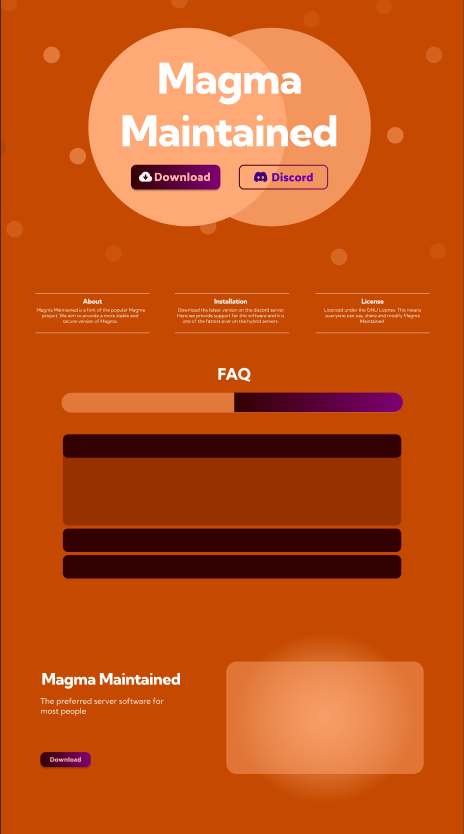 Magma
Maintained
Download
Discord
About
Magma Maintained is a fork of the popular Magma
project. We aim to provide a more stable and
secure version of Magma.
Installation
Download the latest version on the discord server.
Here we provide support for this software and it is
one of the fastest ever on the hybrid servers.
License
Licensed under the GNU License. This means
everyone can use, share and modify Magma
Maintained
FAQ
Magma Maintained
The preferred server software for
most people
Download